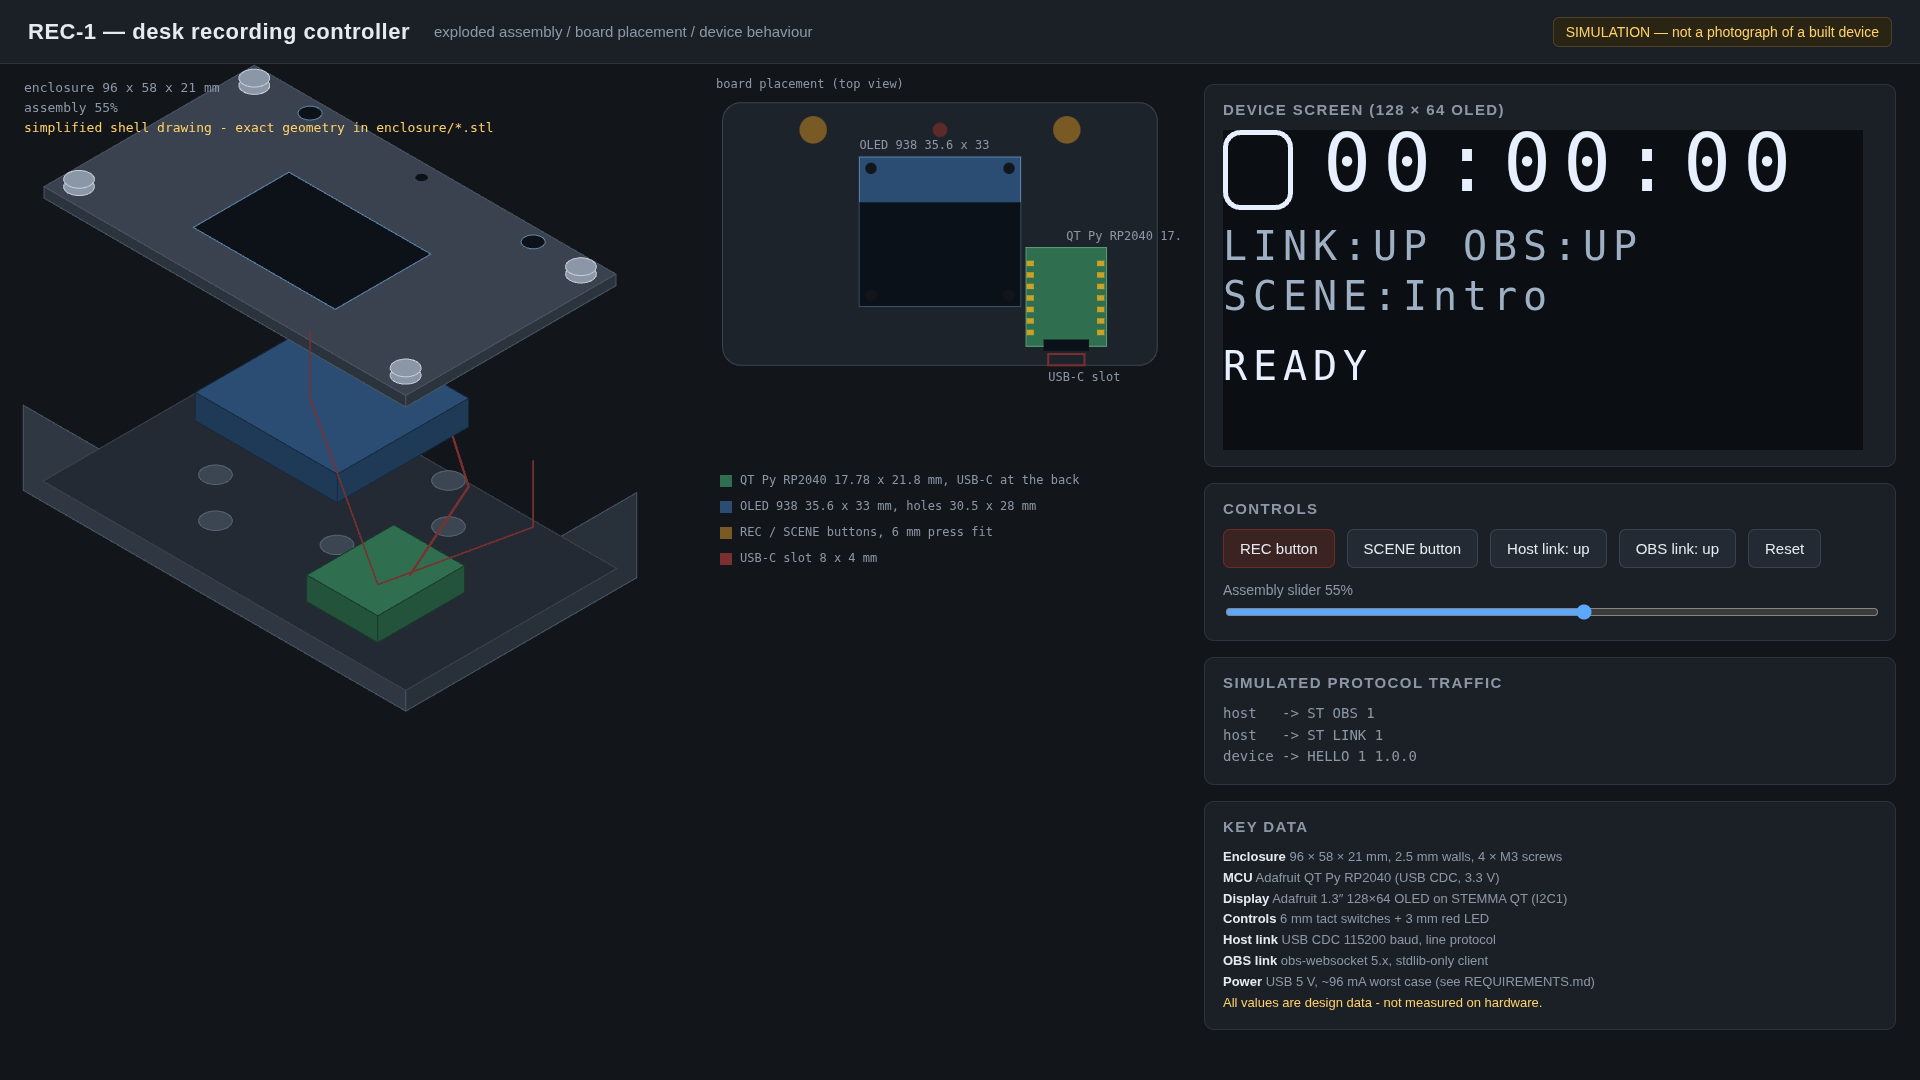 REC-1 — desk recording controller
exploded assembly / board placement / device behaviour
SIMULATION — not a photograph of a built device
enclosure 96 x 58 x 21 mm
assembly 55%
simplified shell drawing - exact geometry in enclosure/*.stl
board placement (top view)
OLED 938 35.6 x 33
QT Py RP2040 17.
USB-C slot
QT Py RP2040 17.78 x 21.8 mm, USB-C at the back
OLED 938 35.6 x 33 mm, holes 30.5 x 28 mm
REC / SCENE buttons, 6 mm press fit
USB-C slot 8 x 4 mm
DEVICE SCREEN (128 × 64 OLED)
00:00:00
LINK:UP OBS:UP
SCENE:Intro
READY
CONTROLS
REC button
SCENE button
Host link: up
OBS link: up
Reset
Assembly slider 55%
SIMULATED PROTOCOL TRAFFIC
host   -> ST OBS 1
host   -> ST LINK 1
device -> HELLO 1 1.0.0
KEY DATA
Enclosure 96 × 58 × 21 mm, 2.5 mm walls, 4 × M3 screws
MCU Adafruit QT Py RP2040 (USB CDC, 3.3 V)
Display Adafruit 1.3″ 128×64 OLED on STEMMA QT (I2C1)
Controls 6 mm tact switches + 3 mm red LED
Host link USB CDC 115200 baud, line protocol
OBS link obs-websocket 5.x, stdlib-only client
Power USB 5 V, ~96 mA worst case (see REQUIREMENTS.md)
All values are design data - not measured on hardware.